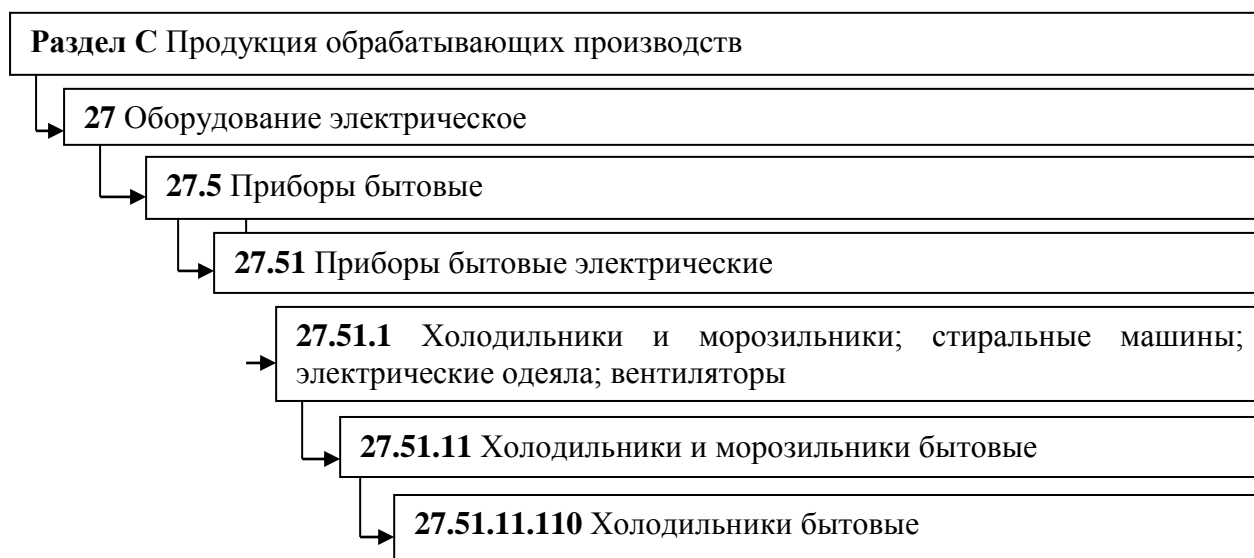 Раздел С Продукция обрабатывающих производств
27 Оборудование электрическое
27.5 Приборы бытовые
27.51 Приборы бытовые электрические
27.51.1 Холодильники и морозильники; стиральные машины;
электрические одеяла; вентиляторы
27.51.11 Холодильники и морозильники бытовые
27.51.11.110 Холодильники бытовые